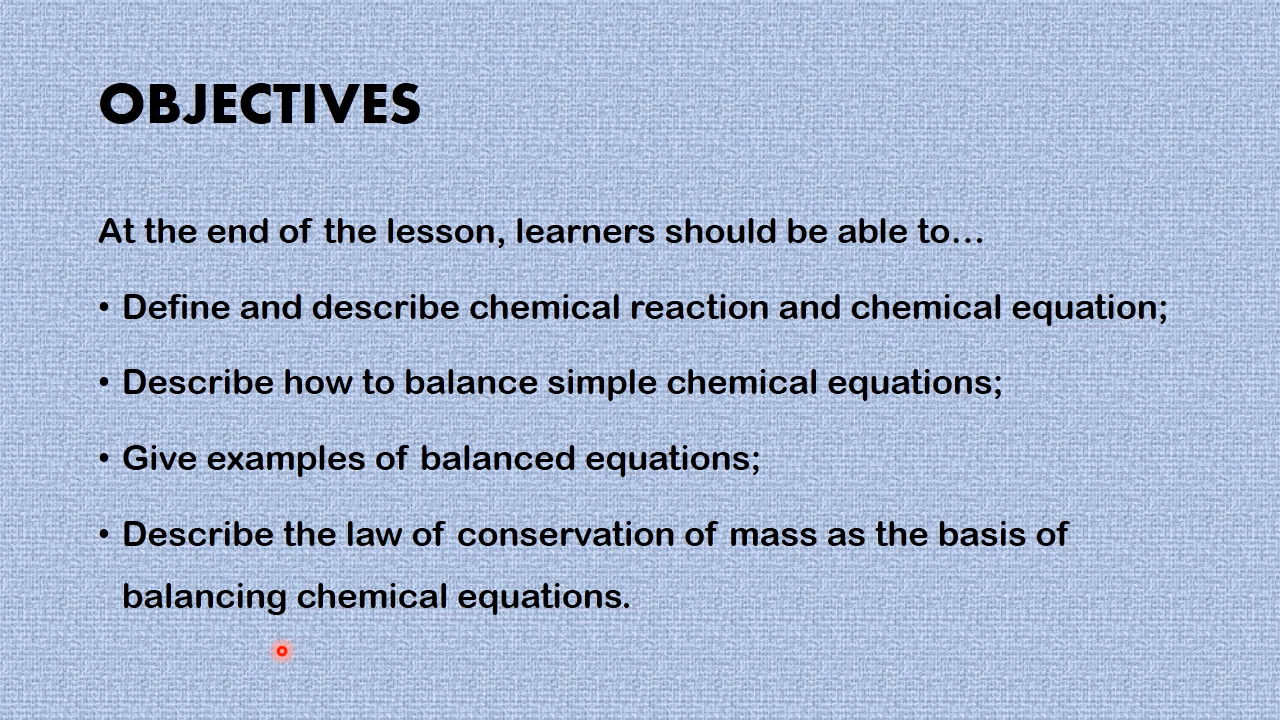 OBJECTIVES
At the end of the lesson, learners should be able to…
• Define and describe chemical reaction and chemical equation;
• Describe how to balance simple chemical equations;
• Give examples of balanced equations;
• Describe the law of conservation of mass as the basis of
balancing chemical equations.